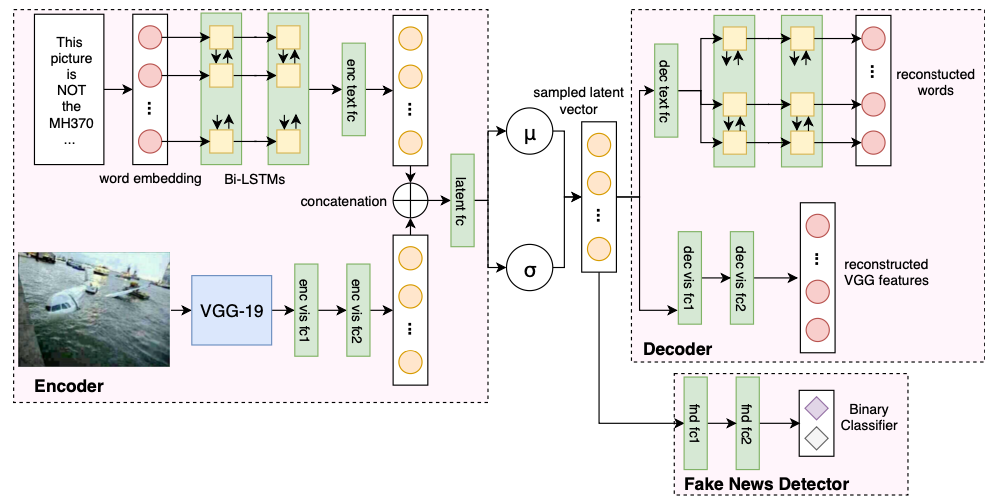 This
picture
is
NOT
the
MH370
...
word embedding
Bi-LSTMs
enc text fc
concatenation
latent fc
VGG-19
enc vis fc1
enc vis fc2
Encoder
μ
σ
sampled latent
vector
dec text fc
reconstucted
words
dec vis fc1
dec vis fc2
reconstructed
VGG features
Decoder
fnd fc1
fnd fc2
Binary
Classifier
Fake News Detector